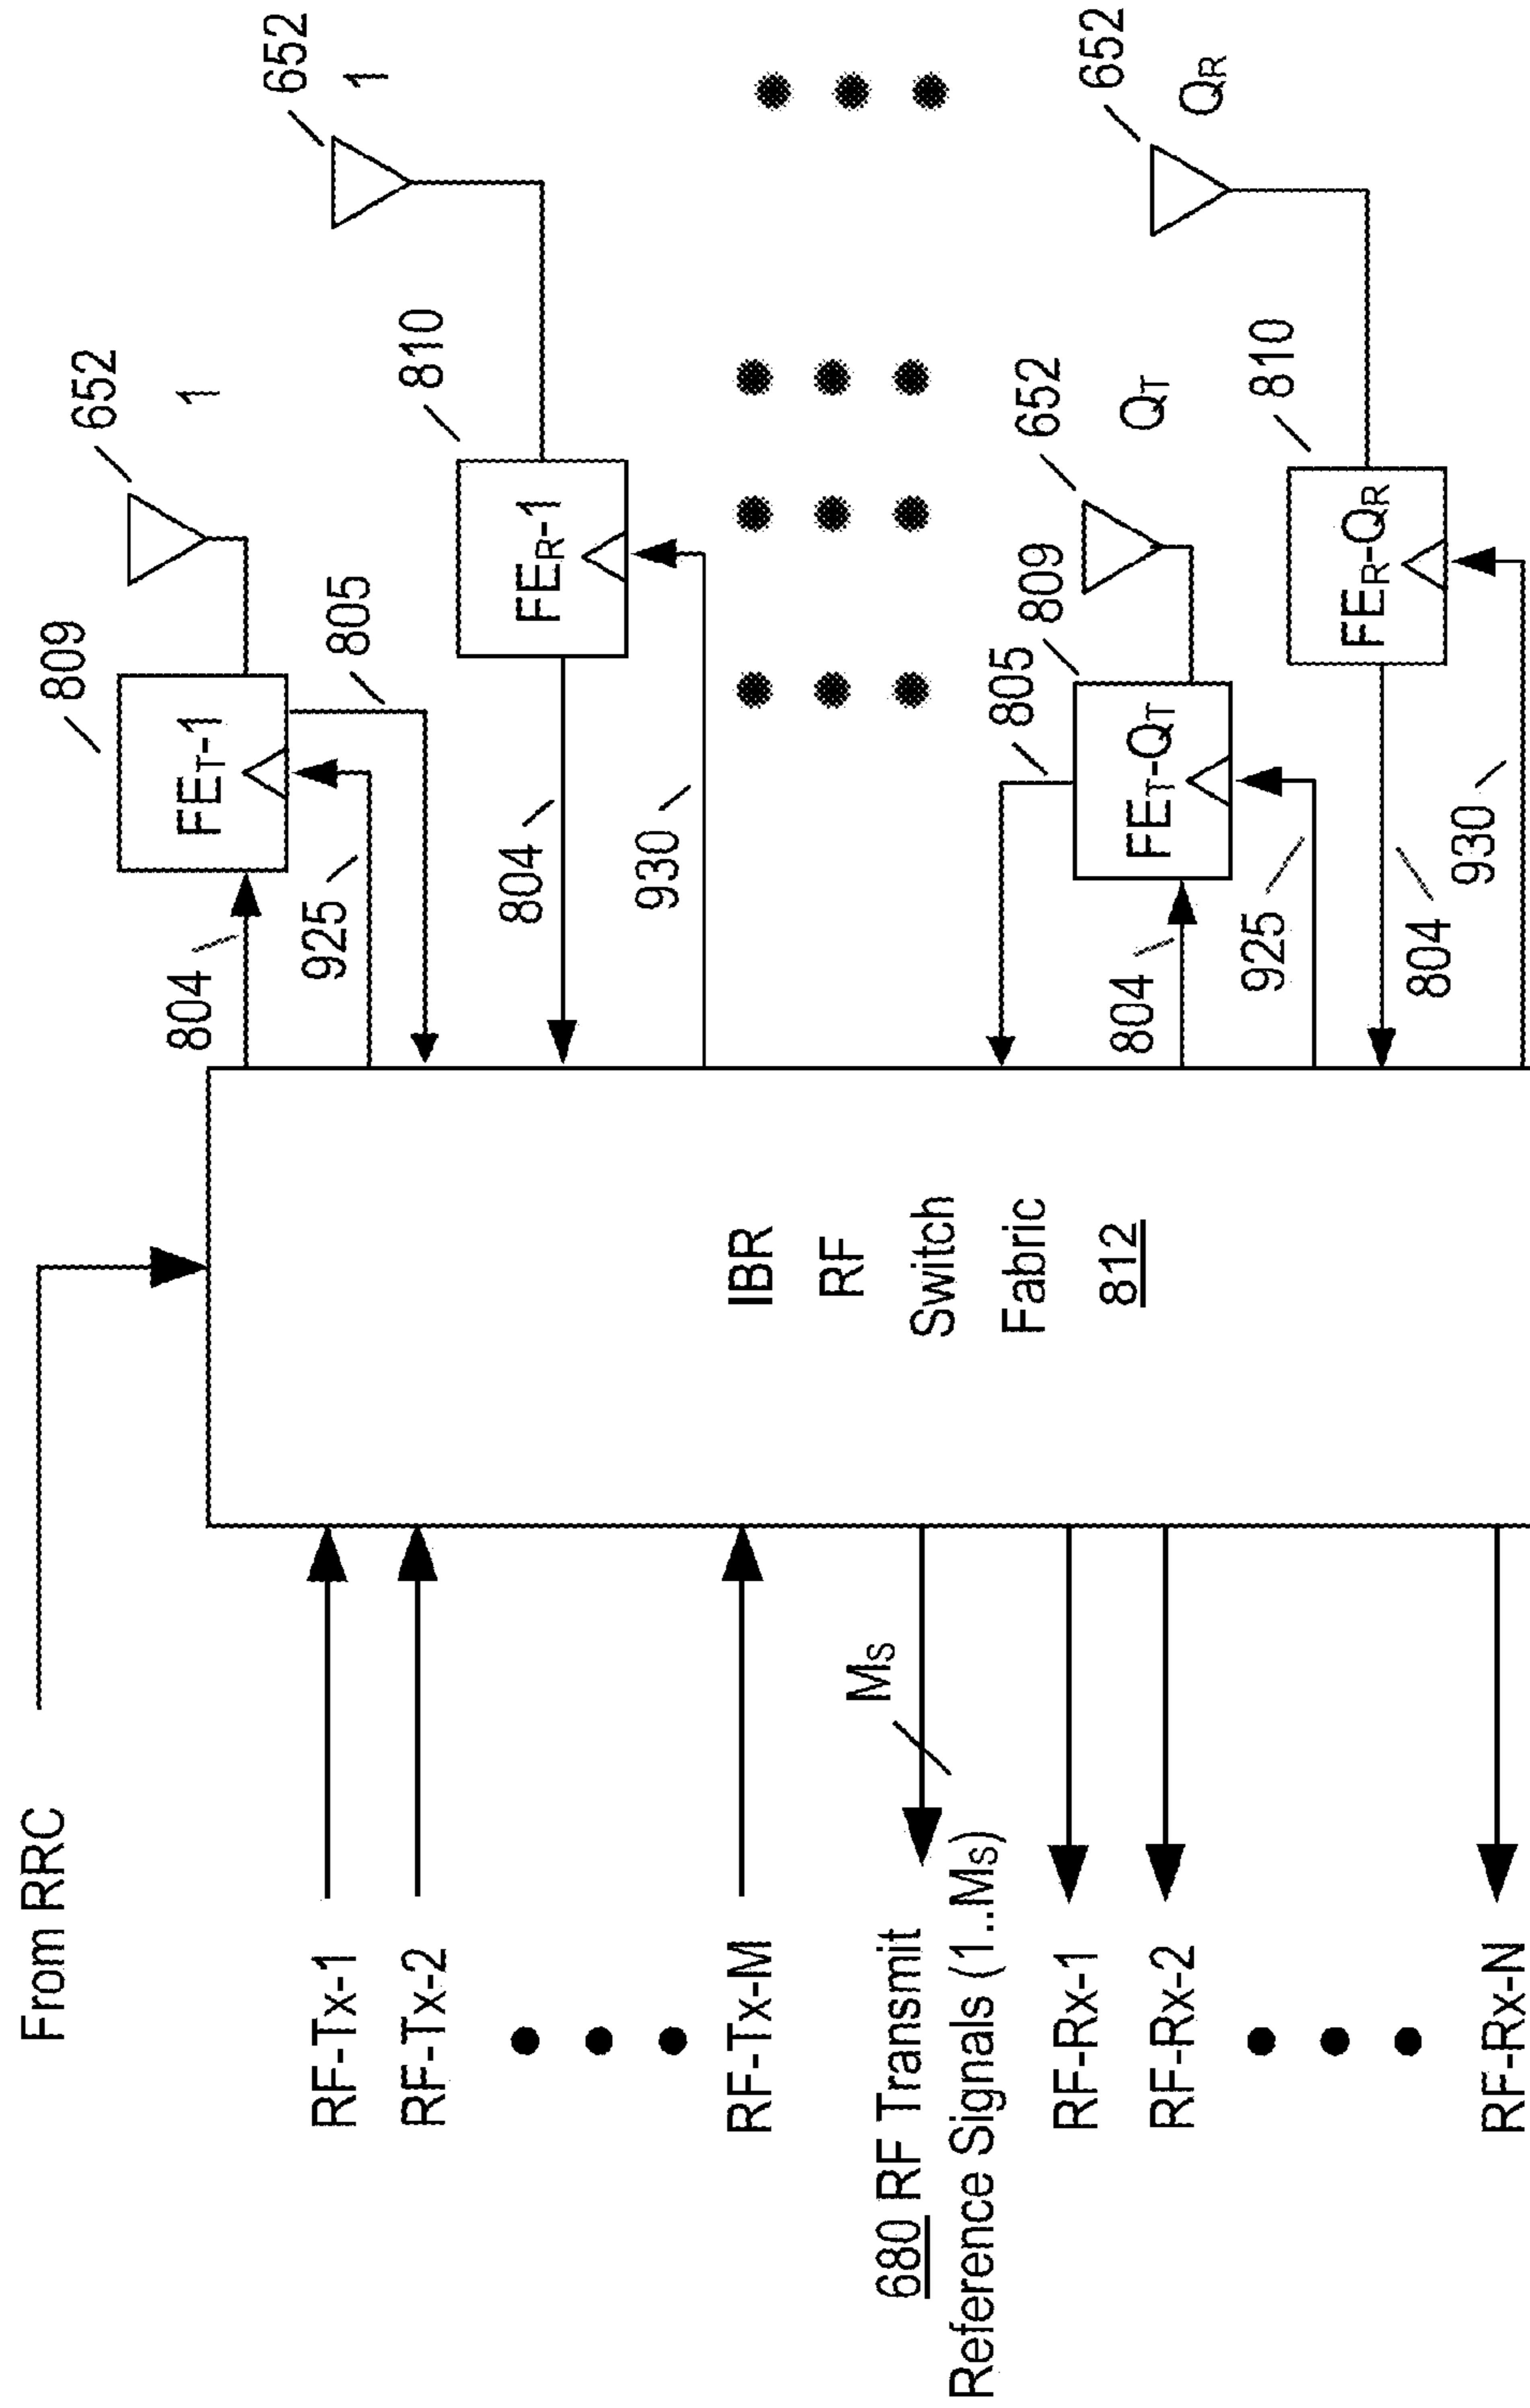 From RRC
RF-Tx-1
RF-Tx-2
RF-Tx-M
680 RF Transmit
Reference Signals (1..MS)
MS
RF-Rx-1
RF-Rx-2
RF-Rx-N
IBR
RF
Switch
Fabric
812
804
809
FET-1
652
1
925
805
804
810
FER-1
652
1
930
805
809
FET-QT
652
QT
804
925
804
810
FER-QR
652
QR
930